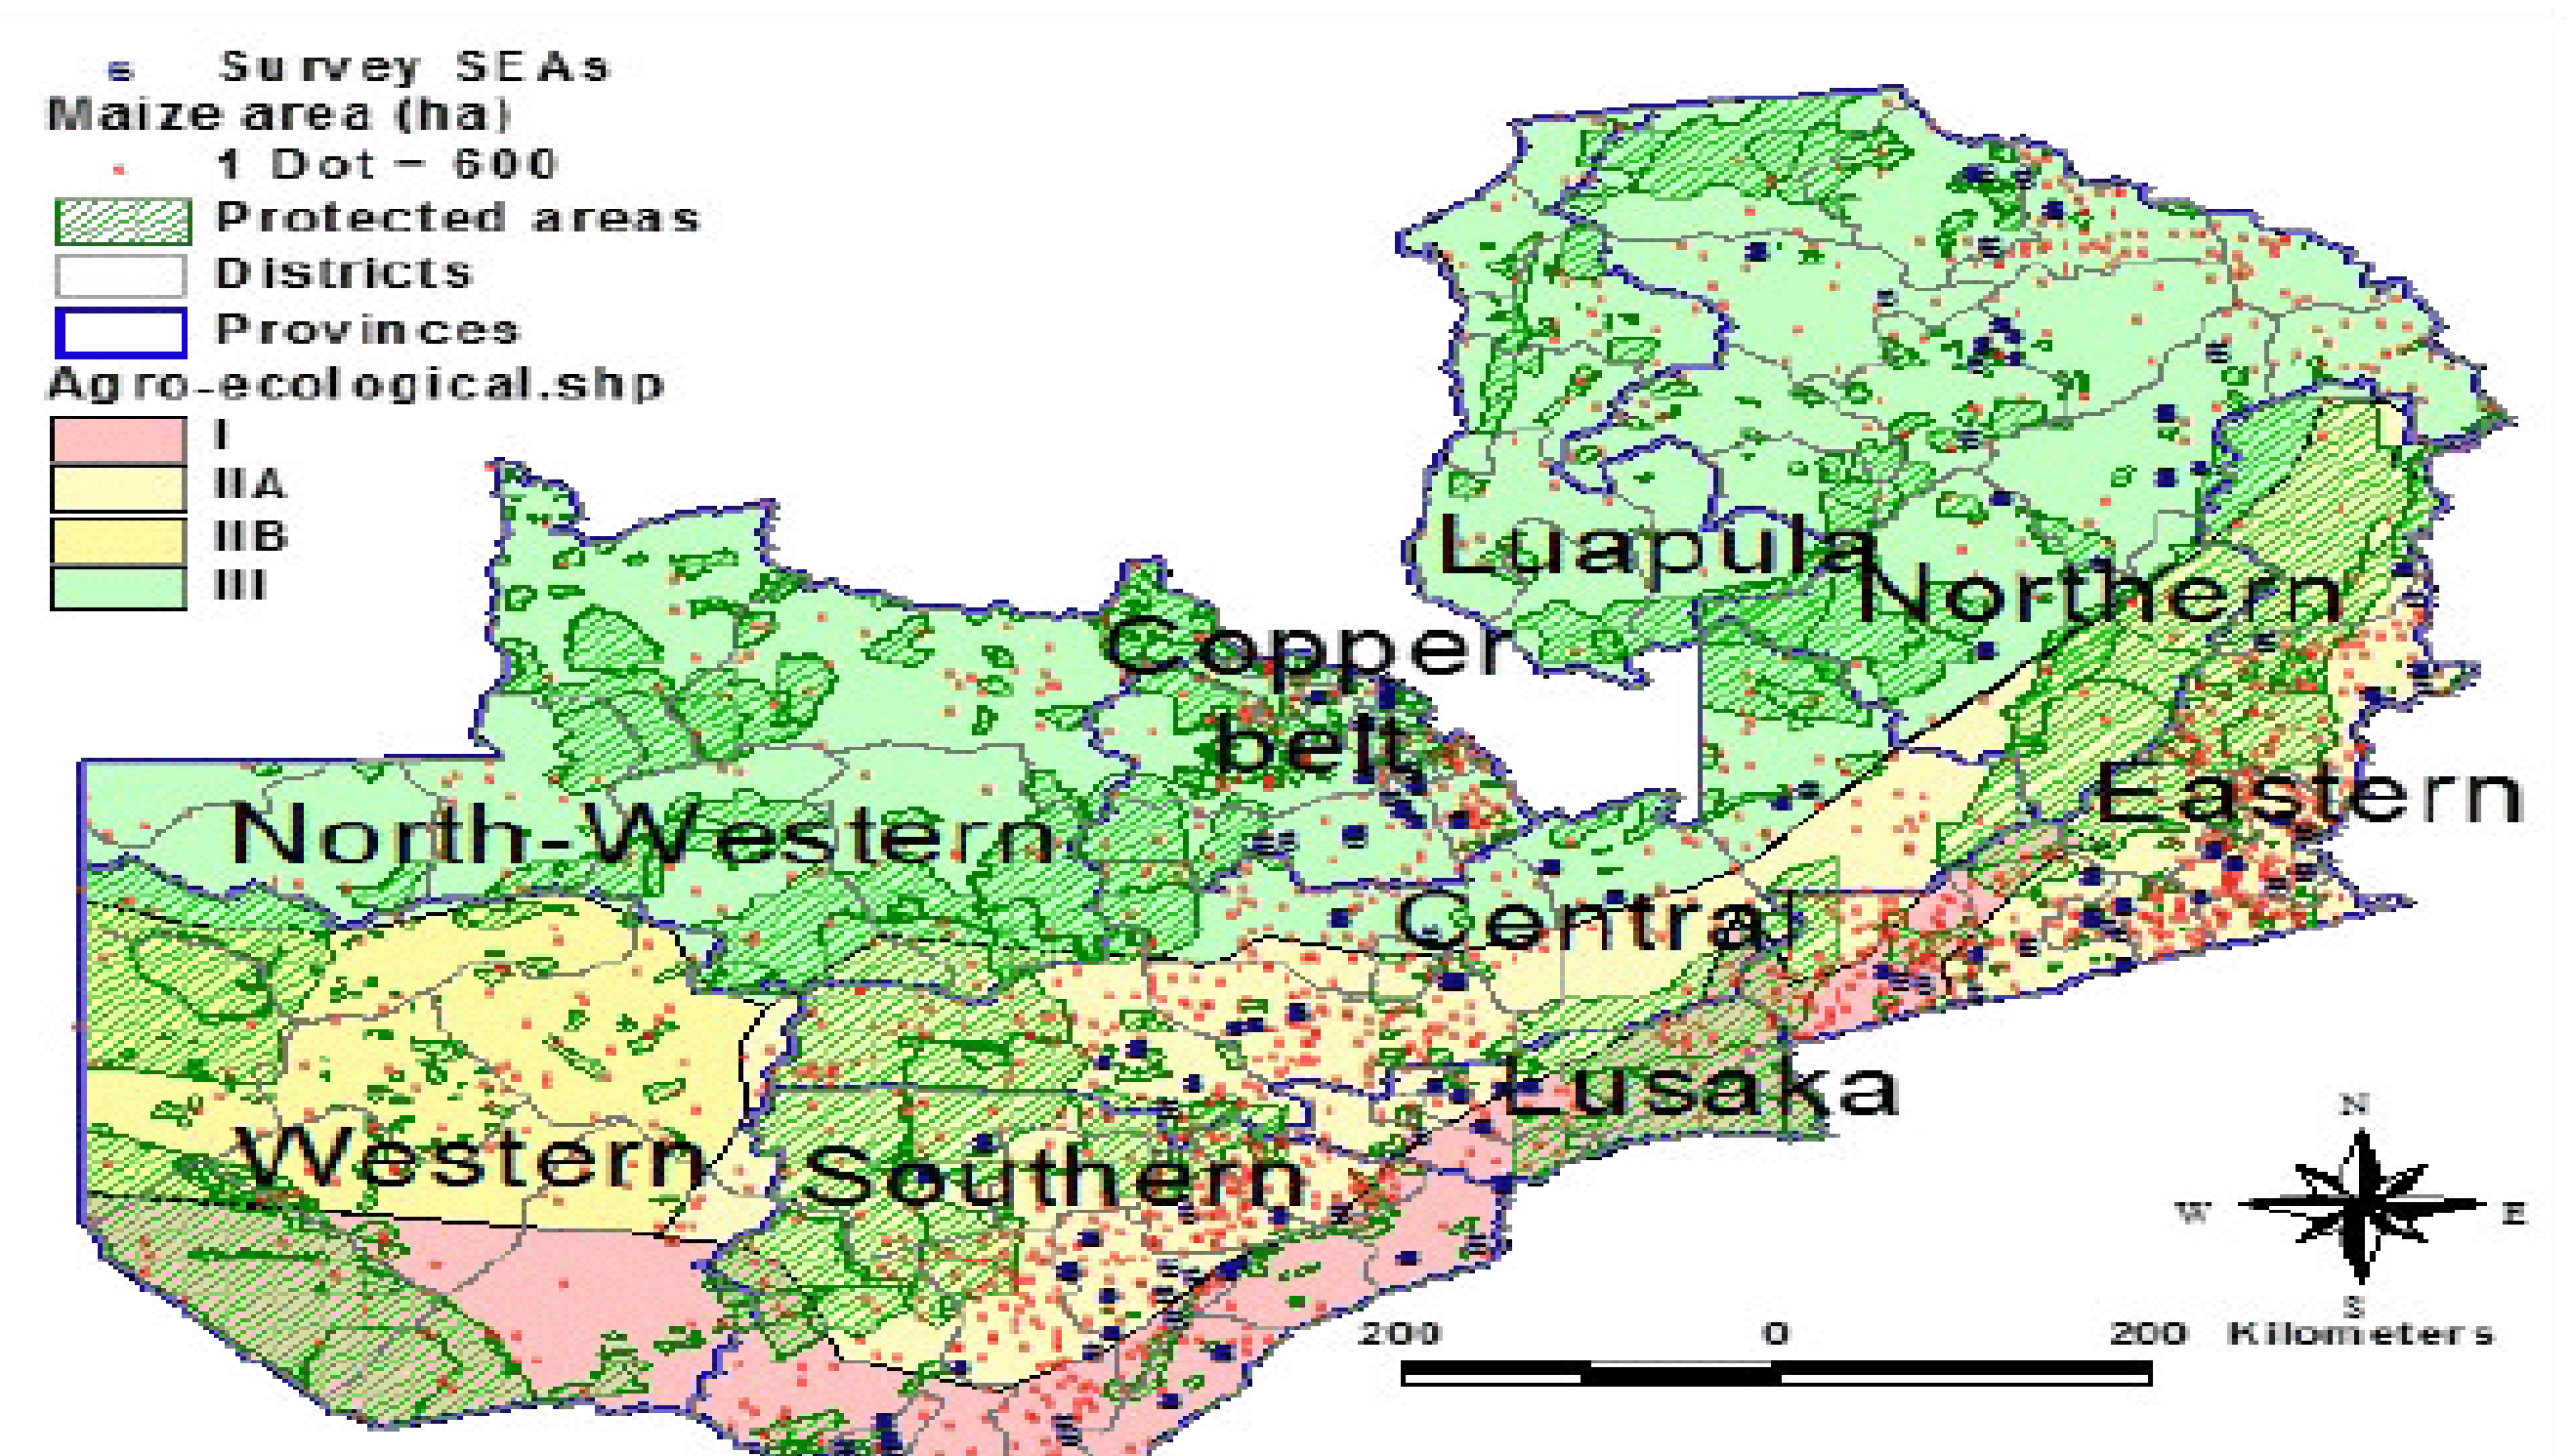 Survey SEAs
Maize area (ha)
1 Dot - 600
Protected areas
Districts
Provinces
Agro-ecological.shp
I
IIA
IIB
III
Luapula
Northern
Copper
belt
Eastern
North-Western
Central
Lusaka
Western
Southern
N
W
E
S
200 0 200 Kilometers